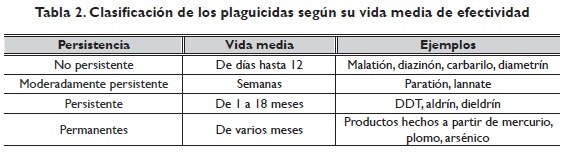 Tabla 2. Clasificación de los plaguicidas según su vida media de efectividad
Persistencia Vida media Ejemplos
No persistente De días hasta 12 Malatión, diazinón, carbarilo, diametrín
Moderadamente persistente Semanas Paratión, lannate
Persistente De 1 a 18 meses DDT, aldrín, dieldrín
Permanentes De varios meses Productos hechos a partir de mercurio,
plomo, arsénico